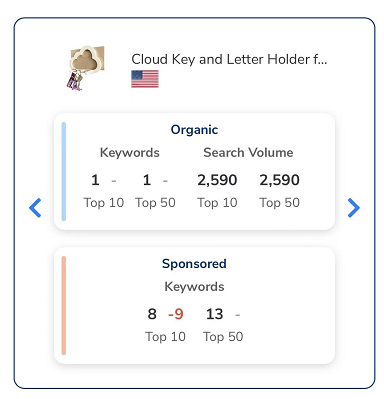 Cloud Key and Letter Holder f...
Organic
Keywords Search Volume
1 - 1 - 2,590 2,590
Top 10 Top 50 Top 10 Top 50
Sponsored
Keywords
8 -9 13 -
Top 10 Top 50